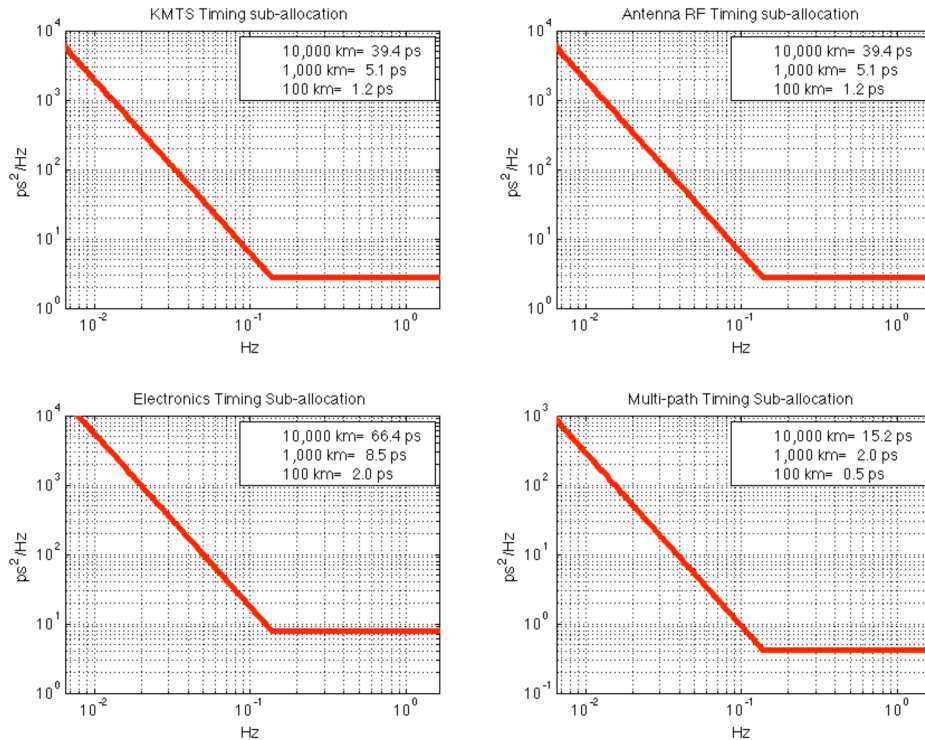 KMTS Timing sub-allocation
10,000 km= 39.4 ps
1,000 km= 5.1 ps
100 km= 1.2 ps
10^4
10^3
10^2
10^1
10^0
ps^2/Hz
10^-2
10^-1
10^0
Hz
Antenna RF Timing sub-allocation
10,000 km= 39.4 ps
1,000 km= 5.1 ps
100 km= 1.2 ps
10^4
10^3
10^2
10^1
10^0
ps^2/Hz
10^-2
10^-1
10^0
Hz
Electronics Timing Sub-allocation
10,000 km= 66.4 ps
1,000 km= 8.5 ps
100 km= 2.0 ps
10^4
10^3
10^2
10^1
10^0
ps^2/Hz
10^-2
10^-1
10^0
Hz
Multi-path Timing Sub-allocation
10,000 km= 15.2 ps
1,000 km= 2.0 ps
100 km= 0.5 ps
10^3
10^2
10^1
10^0
10^-1
ps^2/Hz
10^-2
10^-1
10^0
Hz